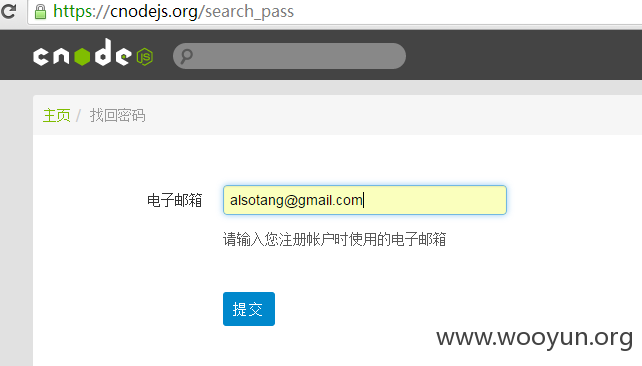 https://cnodejs.org/search_pass
cnode js
主页 / 找回密码
电子邮箱 alsotang@gmail.com
请输入您注册帐户时使用的电子邮箱
提交
www.wooyun.org